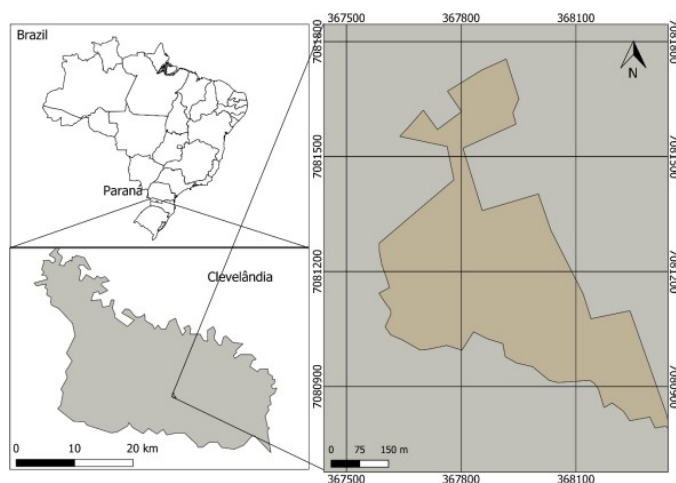 Brazil
Paraná
Clevelândia
0 10 20 km
367500 367800 368100
7081800 7081800
N
7081500 7081500
7081200 7081200
7080900 7080900
0 75 150 m
367500 367800 368100